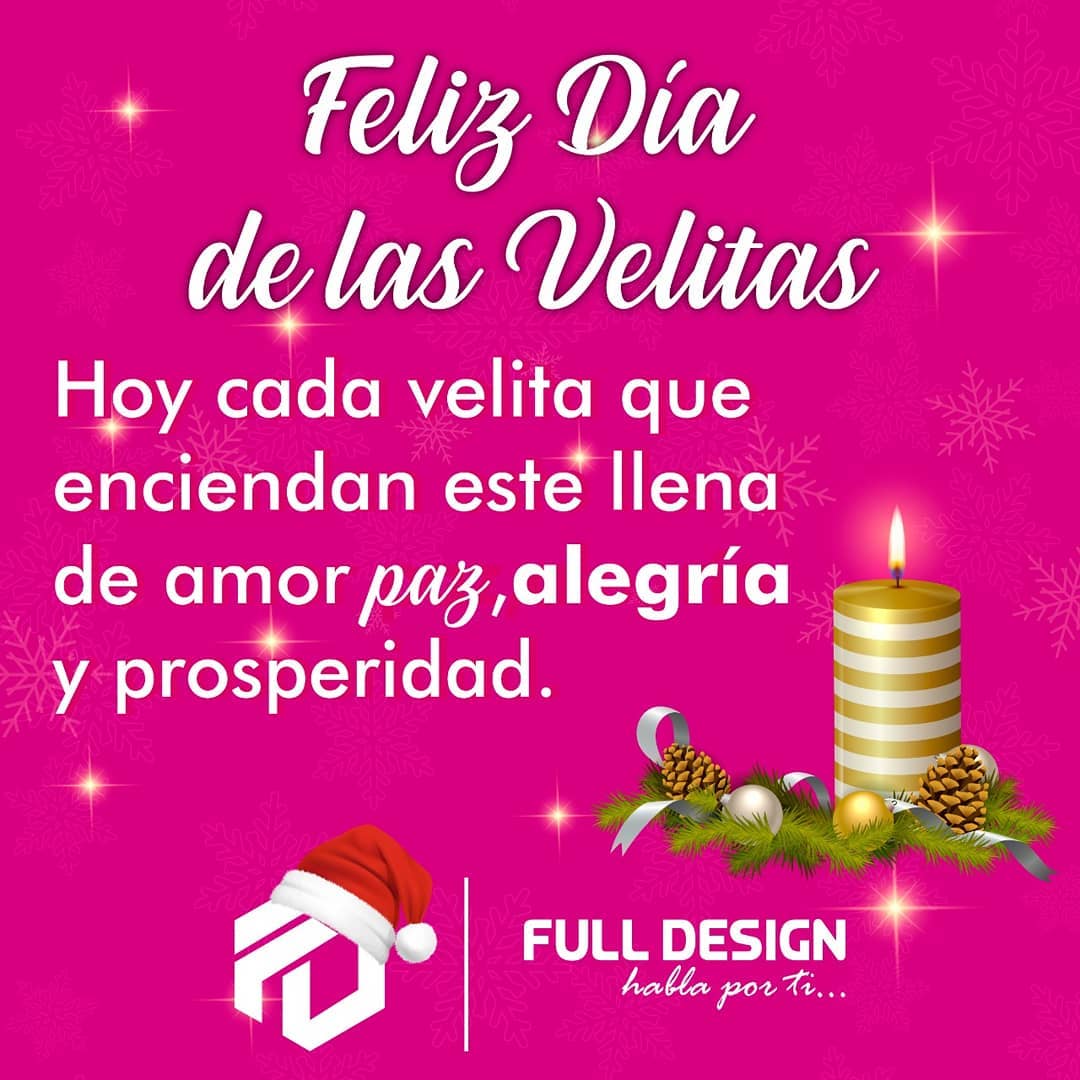 Feliz Día
de las Velitas
Hoy cada velita que
enciendan este llena
de amor paz,alegría
y prosperidad.
FULL DESIGN
habla por ti...